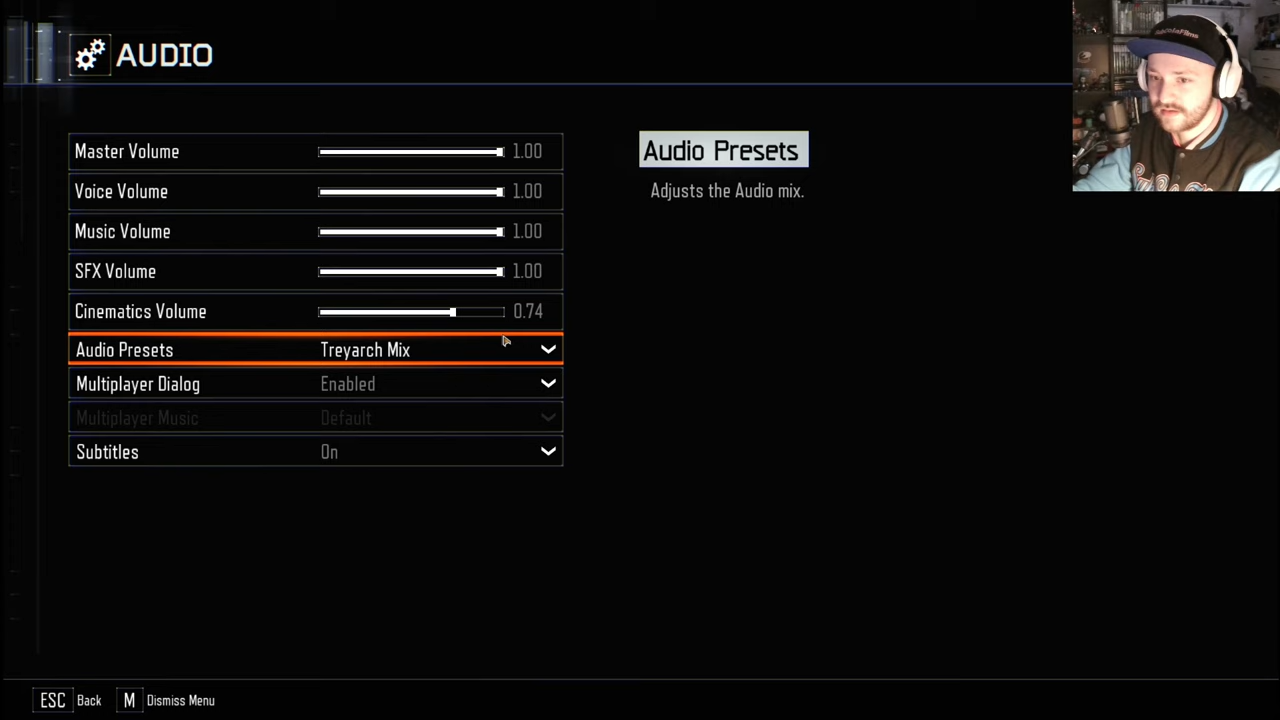 AUDIO
Master Volume 1.00
Voice Volume 1.00
Music Volume 1.00
SFX Volume 1.00
Cinematics Volume 0.74
Audio Presets Treyarch Mix
Multiplayer Dialog Enabled
Multiplayer Music Default
Subtitles On
Audio Presets
Adjusts the Audio mix.
ESC Back M Dismiss Menu